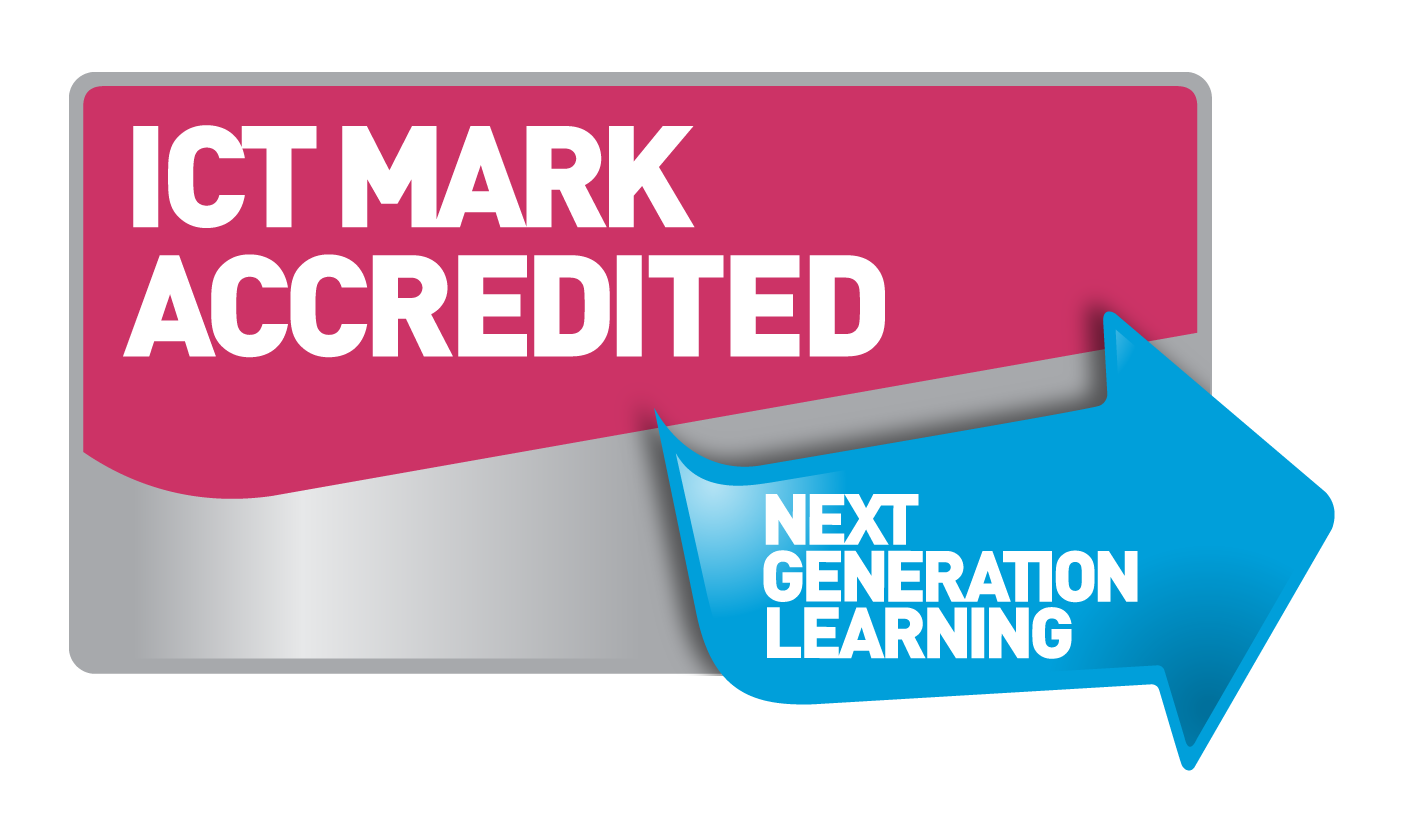 ICT MARK
ACCREDITED
NEXT
GENERATION
LEARNING